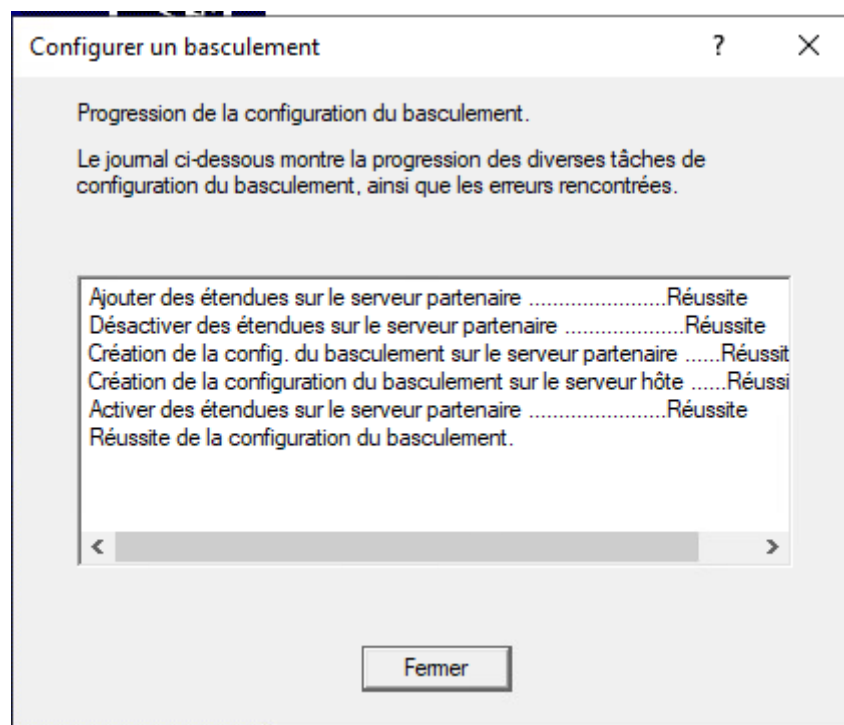 Configurer un basculement
Progression de la configuration du basculement.
Le journal ci-dessous montre la progression des diverses tâches de
configuration du basculement, ainsi que les erreurs rencontrées.
Ajouter des étendues sur le serveur partenaire .......................Réussite
Désactiver des étendues sur le serveur partenaire ....................Réussite
Création de la config. du basculement sur le serveur partenaire ......Réussit
Création de la configuration du basculement sur le serveur hôte ......Réussi
Activer des étendues sur le serveur partenaire .......................Réussite
Réussite de la configuration du basculement.
Fermer